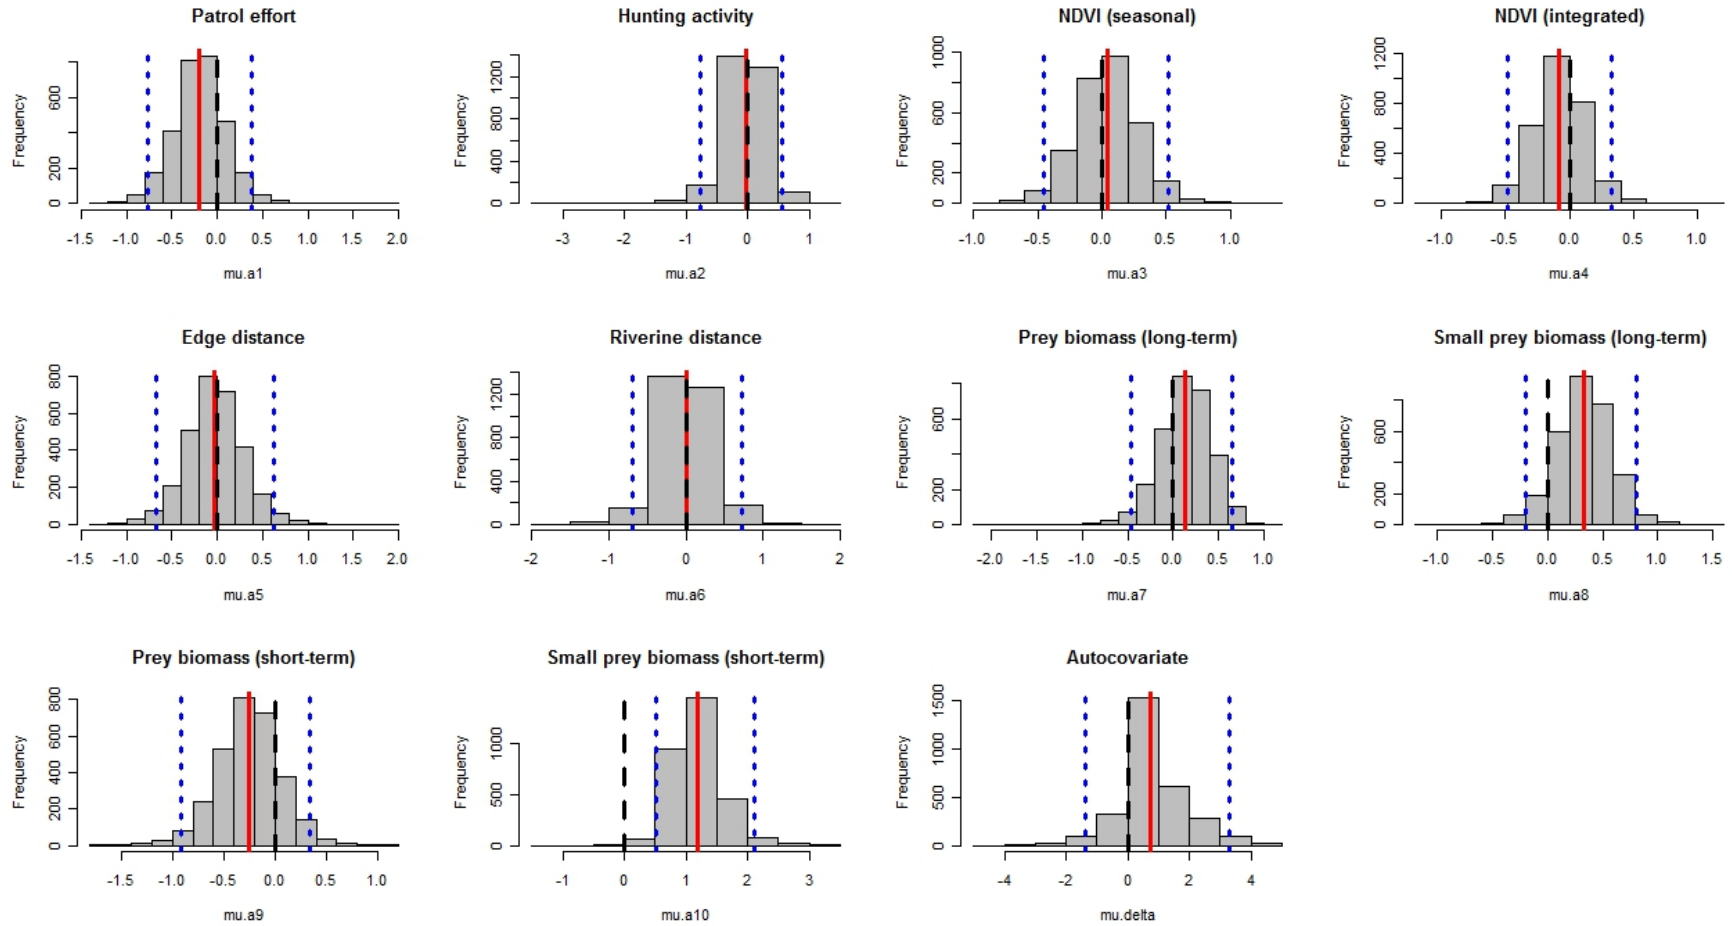 Patrol effort
Frequency
0 200 600
-1.5 -1.0 -0.5 0.0 0.5 1.0 1.5 2.0
mu.a1
Hunting activity
Frequency
0 400 800 1200
-3 -2 -1 0 1
mu.a2
NDVI (seasonal)
Frequency
0 200 600 1000
-1.0 -0.5 0.0 0.5 1.0
mu.a3
NDVI (integrated)
Frequency
0 400 800 1200
-1.0 -0.5 0.0 0.5 1.0
mu.a4
Edge distance
Frequency
0 200 400 600 800
-1.5 -1.0 -0.5 0.0 0.5 1.0 1.5 2.0
mu.a5
Riverine distance
Frequency
0 400 800 1200
-2 -1 0 1 2
mu.a6
Prey biomass (long-term)
Frequency
0 200 600
-2.0 -1.5 -1.0 -0.5 0.0 0.5 1.0
mu.a7
Small prey biomass (long-term)
Frequency
0 200 600
-1.0 -0.5 0.0 0.5 1.0 1.5
mu.a8
Prey biomass (short-term)
Frequency
0 200 400 600 800
-1.5 -1.0 -0.5 0.0 0.5 1.0
mu.a9
Small prey biomass (short-term)
Frequency
0 500 1000
-1 0 1 2 3
mu.a10
Autocovariate
Frequency
0 500 1000 1500
-4 -2 0 2 4
mu.delta